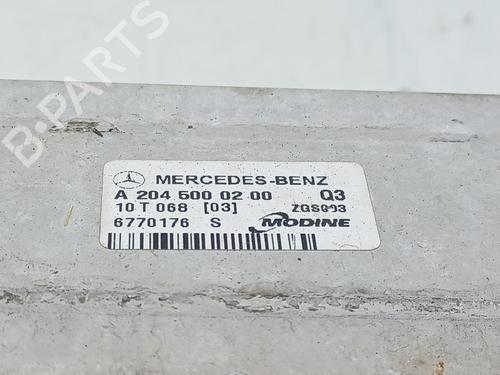 B-PARTS
MERCEDES-BENZ
A 204 500 02 00 Q3
10 T 068 [03] ZGS003
6770176 S MODINE